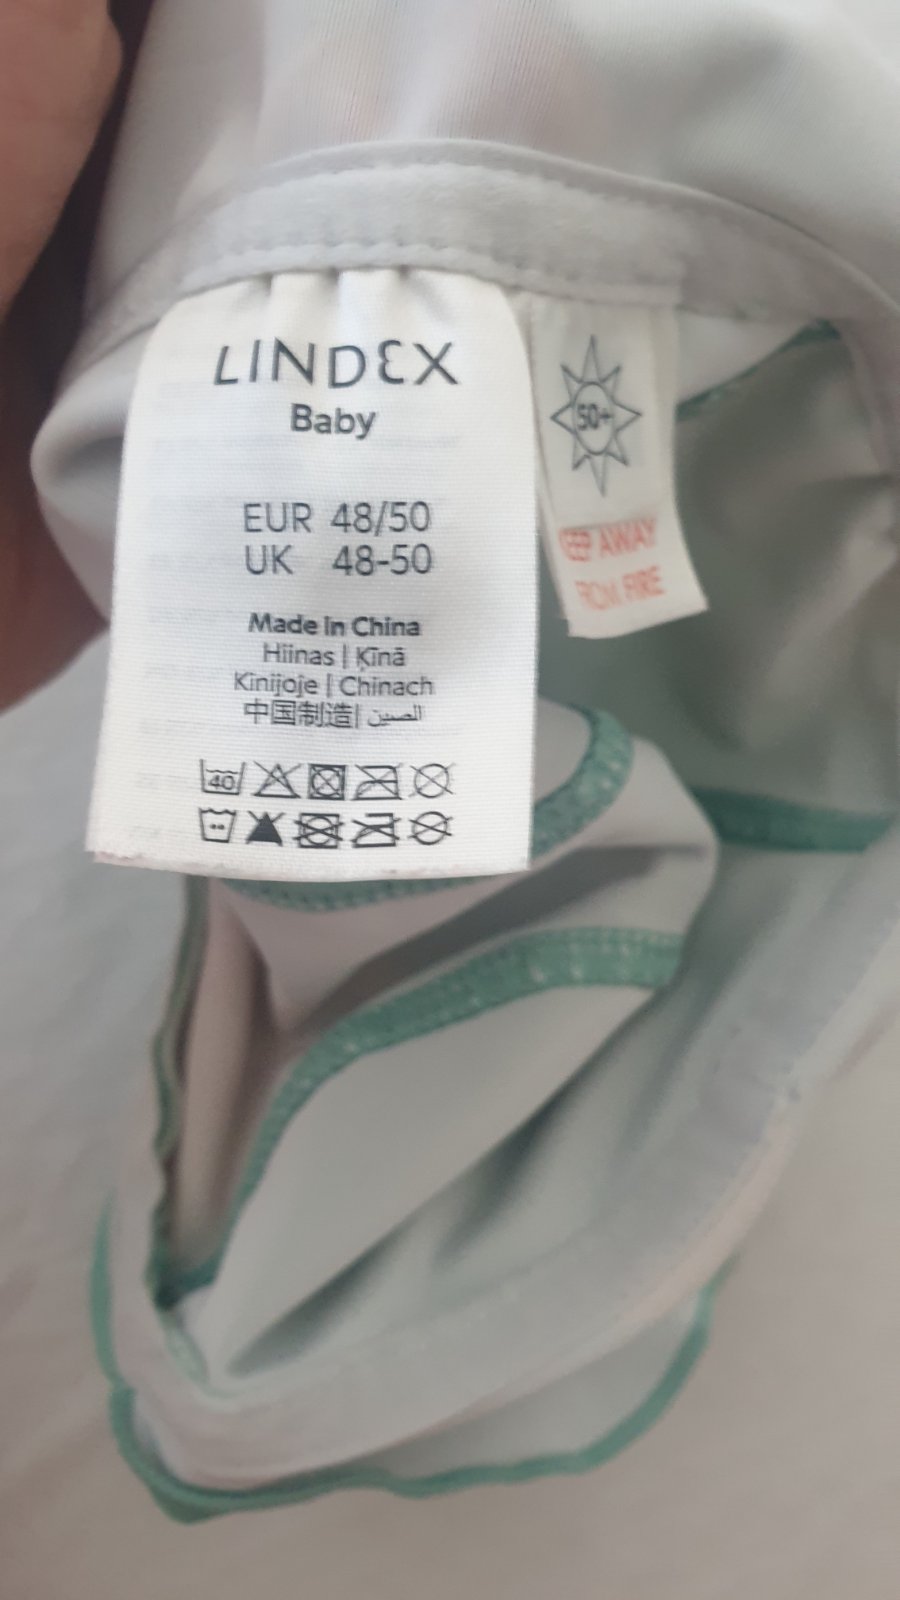 LINDEX
Baby
EUR 48/50
UK 48-50
Made in China
Hiinas | Ķīnā
Kinijoje | Chinach
中国制造| الصين
40
50+
KEEP AWAY
FROM FIRE